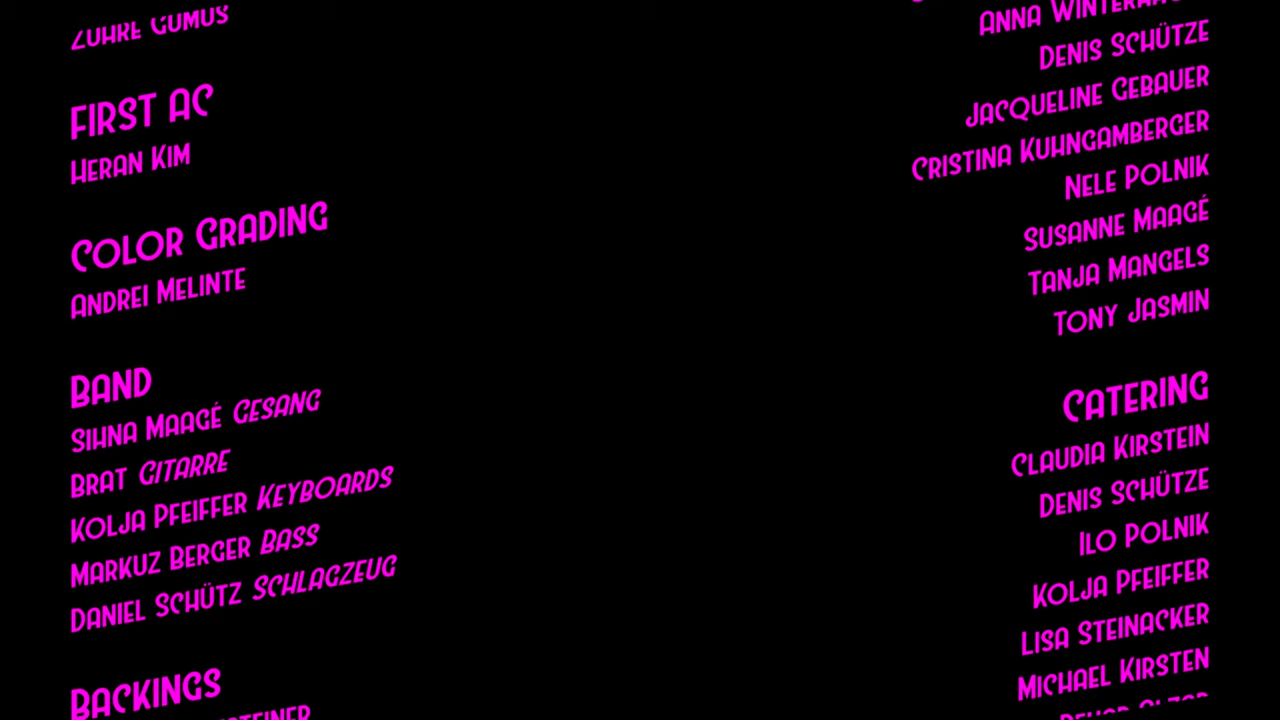 Zühre Gümüs
First AC
Heran Kim
Color Grading
Andrei Melinte
Band
Sihna Maagé Gesang
Brat Gitarre
Kolja Pfeiffer Keyboards
Markuz Berger Bass
Daniel Schütz Schlagzeug
Backings
Anna
Denis Schütze
Jacqueline Gebauer
Cristina Kuhngamberger
Nele Polnik
Susanne Maagé
Tanja Mangels
Tony Jasmin
Catering
Claudia Kirstein
Denis Schütze
Ilo Polnik
Kolja Pfeiffer
Lisa Steinacker
Michael Kirsten